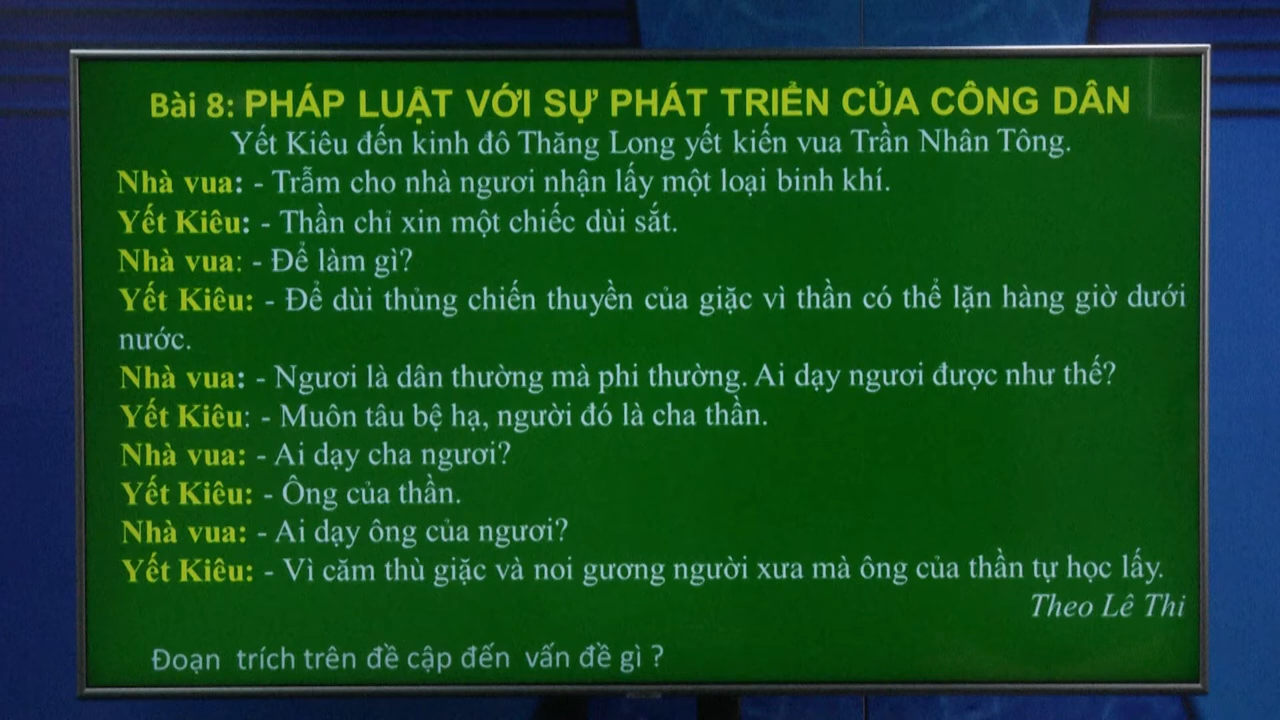 Bài 8: PHÁP LUẬT VỚI SỰ PHÁT TRIỂN CỦA CÔNG DÂN
Yết Kiêu đến kinh đô Thăng Long yết kiến vua Trần Nhân Tông.
Nhà vua: - Trẫm cho nhà ngươi nhận lấy một loại binh khí.
Yết Kiêu: - Thần chỉ xin một chiếc dùi sắt.
Nhà vua: - Để làm gì?
Yết Kiêu: - Để dùi thủng chiến thuyền của giặc vì thần có thể lặn hàng giờ dưới
nước.
Nhà vua: - Ngươi là dân thường mà phi thường. Ai dạy ngươi được như thế?
Yết Kiêu: - Muôn tâu bệ hạ, người đó là cha thần.
Nhà vua: - Ai dạy cha ngươi?
Yết Kiêu: - Ông của thần.
Nhà vua: - Ai dạy ông của ngươi?
Yết Kiêu: - Vì căm thù giặc và noi gương người xưa mà ông của thần tự học lấy.
Theo Lê Thi
Đoạn trích trên đề cập đến vấn đề gì ?